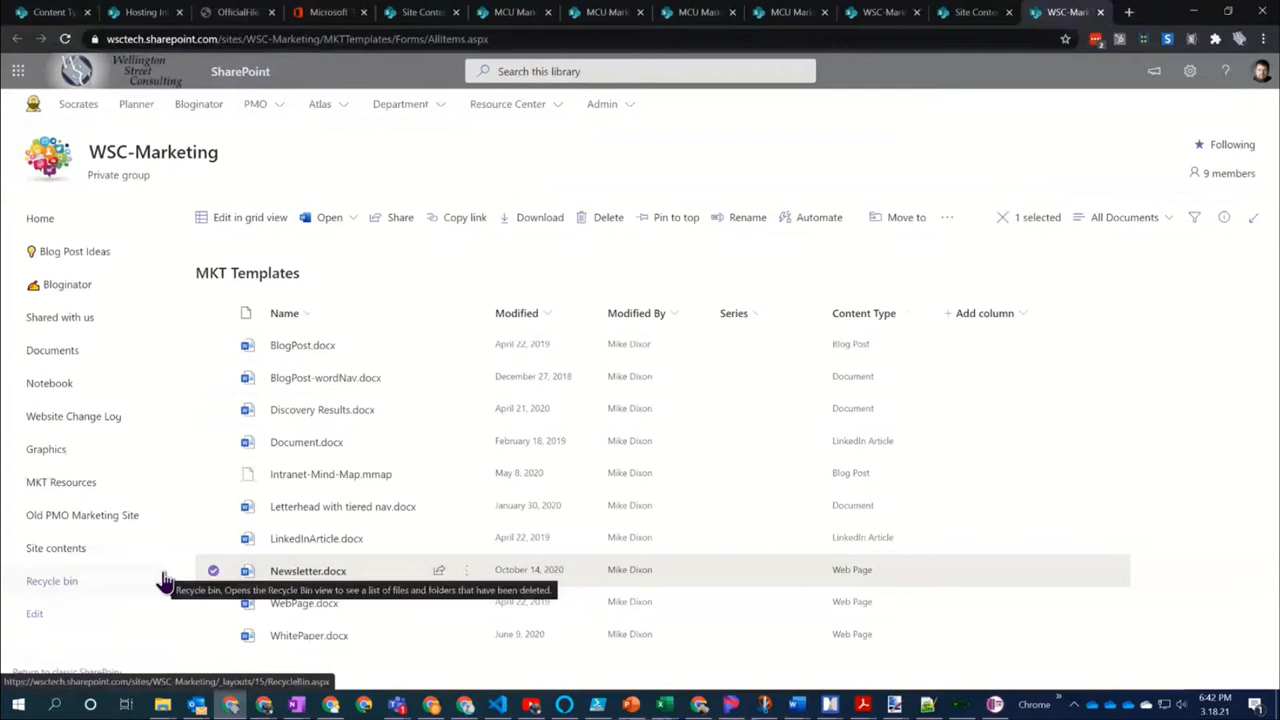 Content Ty
Hosting Im
OfficialFile
Microsoft
Site Conte
MCU Mar
MCU Mar
MCU Mar
MCU Mar
WSC-Mar
Site Conte
WSC-Mar
wsctech.sharepoint.com/sites/WSC-Marketing/MKTTemplates/Forms/AllItems.aspx
Wellington
Street
Consulting
SharePoint
Search this library
Socrates
Planner
Bloginator
PMO
Atlas
Department
Resource Center
Admin
WSC-Marketing
Private group
Following
9 members
Home
Blog Post Ideas
Bloginator
Shared with us
Documents
Notebook
Website Change Log
Graphics
MKT Resources
Old PMO Marketing Site
Site contents
Recycle bin
Edit
Return to classic SharePoint
Edit in grid view
Open
Share
Copy link
Download
Delete
Pin to top
Rename
Automate
Move to
1 selected
All Documents
MKT Templates
Name Modified Modified By Series Content Type + Add column
BlogPost.docx April 22, 2019 Mike Dixon Blog Post
BlogPost-wordNav.docx December 27, 2018 Mike Dixon Document
Discovery Results.docx April 21, 2020 Mike Dixon Document
Document.docx February 18, 2019 Mike Dixon LinkedIn Article
Intranet-Mind-Map.mmap May 8, 2020 Mike Dixon Blog Post
Letterhead with tiered nav.docx January 30, 2020 Mike Dixon Document
LinkedInArticle.docx April 22, 2019 Mike Dixon LinkedIn Article
Newsletter.docx October 14, 2020 Mike Dixon Web Page
Recycle bin, Opens the Recycle Bin view to see a list of files and folders that have been deleted.
WebPage.docx April 22, 2019 Mike Dixon Web Page
WhitePaper.docx June 9, 2020 Mike Dixon Web Page
https://wsctech.sharepoint.com/sites/WSC-Marketing/_layouts/15/RecycleBin.aspx
Chrome
6:42 PM
3.18.21